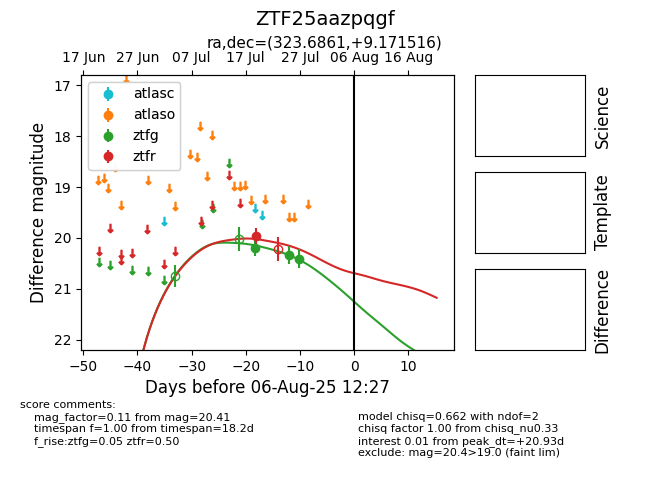 ZTF25aazpqgf
ra,dec=(323.6861,+9.171516)
17 Jun 27 Jun 07 Jul 17 Jul 27 Jul 06 Aug 16 Aug
17
18
19
20
21
22
Difference magnitude
atlasc
atlaso
ztfg
ztfr
−50 −40 −30 −20 −10 0 10
Days before 06-Aug-25 12:27
Science
Template
Difference
score comments:
mag_factor=0.11 from mag=20.41
timespan f=1.00 from timespan=18.2d
f_rise:ztfg=0.05 ztfr=0.50
model chisq=0.662 with ndof=2
chisq factor 1.00 from chisq_nu0.33
interest 0.01 from peak_dt=+20.93d
exclude: mag=20.4>19.0 (faint lim)